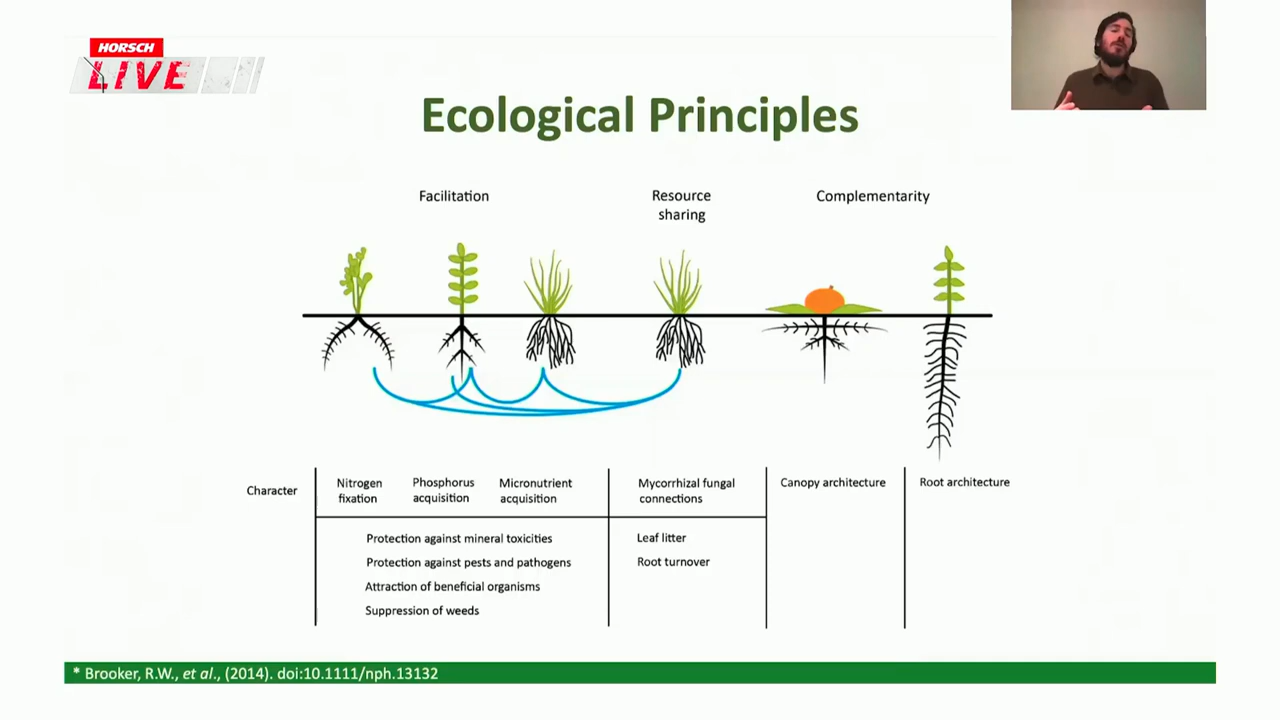 HORSCH
LIVE
Ecological Principles
Facilitation
Resource
sharing
Complementarity
Character
Nitrogen
fixation
Phosphorus
acquisition
Micronutrient
acquisition
Mycorrhizal fungal
connections
Canopy architecture
Root architecture
Protection against mineral toxicities
Protection against pests and pathogens
Attraction of beneficial organisms
Suppression of weeds
Leaf litter
Root turnover
* Brooker, R.W., et al., (2014). doi:10.1111/nph.13132